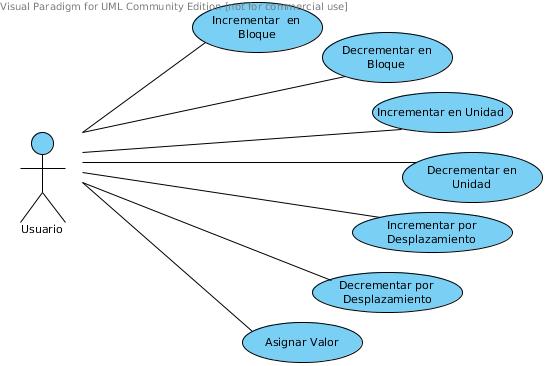 Visual Paradigm for UML Community Edition [not for commercial use]
Incrementar en
Bloque
Decrementar en
Bloque
Incrementar en Unidad
Decrementar en
Unidad
Usuario
Incrementar por
Desplazamiento
Decrementar por
Desplazamiento
Asignar Valor